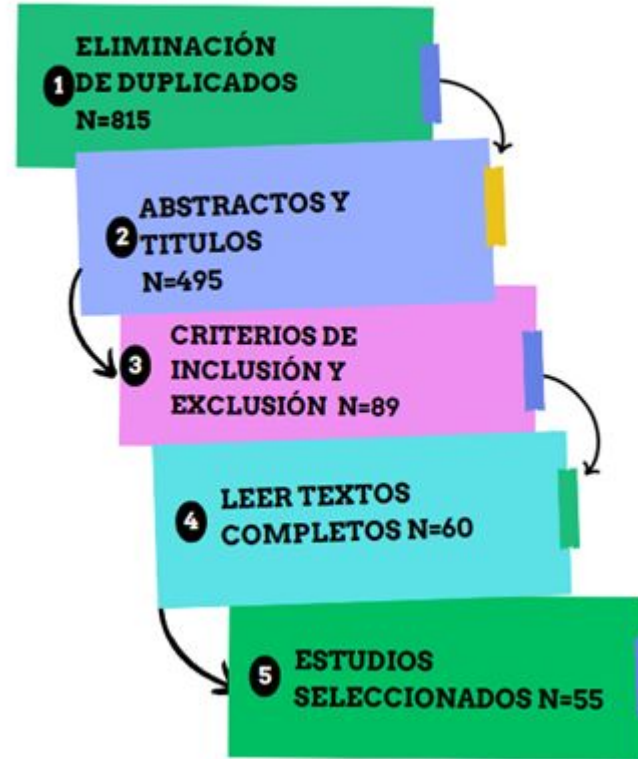 ELIMINACIÓN
1 DE DUPLICADOS
N=815
ABSTRACTOS Y
2 TITULOS
N=495
CRITERIOS DE
3 INCLUSIÓN Y
EXCLUSIÓN N=89
LEER TEXTOS
4 COMPLETOS N=60
5 ESTUDIOS
SELECCIONADOS N=55